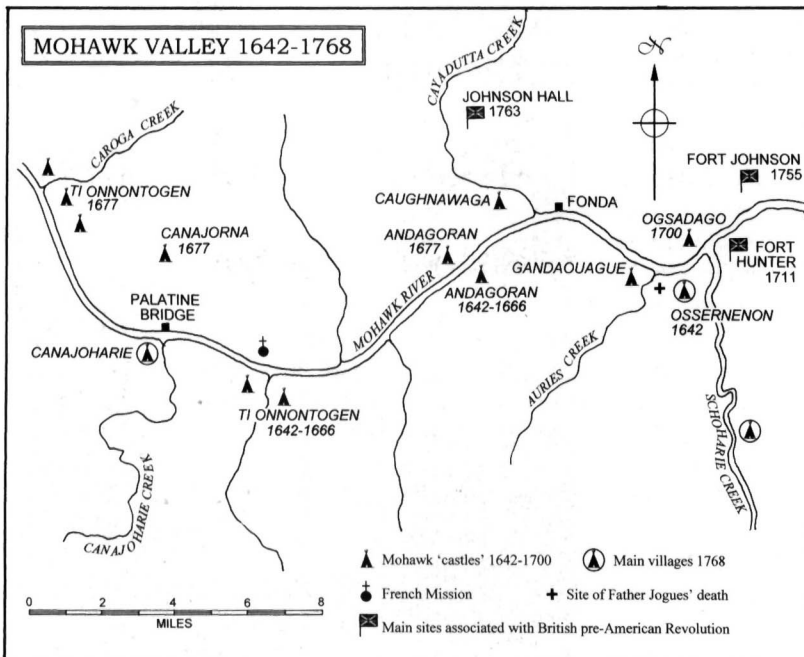 MOHAWK VALLEY 1642-1768
CAYADUTTA CREEK
N
JOHNSON HALL
1763
CAROGA CREEK
FORT JOHNSON
1755
TI ONNONTOGEN
1677
CAUGHNAWAGA
FONDA
OGSADAGO
1700
CANAJORNA
1677
ANDAGORAN
1677
FORT
HUNTER
1711
GANDAOUAGUE
ANDAGORAN
1642-1666
MOHAWK RIVER
PALATINE
BRIDGE
OSSERNENON
1642
CANAJOHARIE
AURIES CREEK
TI ONNONTOGEN
1642-1666
SCHOHARIE CREEK
CANAJOHARIE CREEK
Mohawk ‘castles’ 1642-1700
Main villages 1768
French Mission
Site of Father Jogues’ death
Main sites associated with British pre-American Revolution
0 2 4 6 8
MILES